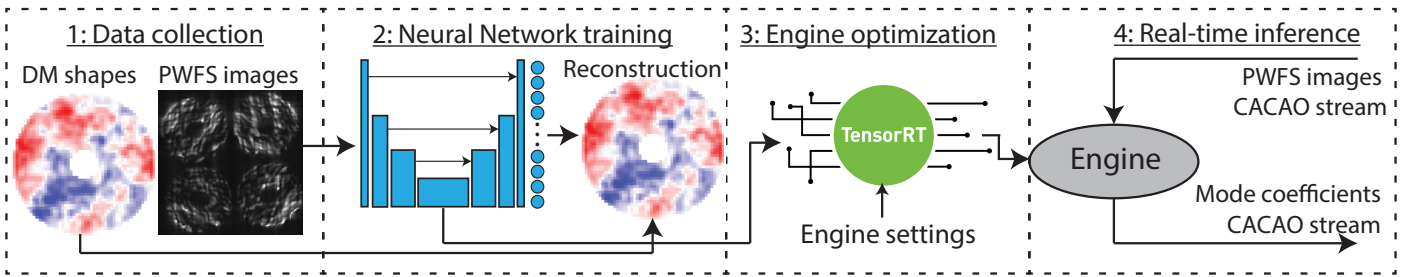 1: Data collection
DM shapes
PWFS images
2: Neural Network training
Reconstruction
3: Engine optimization
TensorRT
Engine settings
4: Real-time inference
PWFS images
CACAO stream
Engine
Mode coefficients
CACAO stream